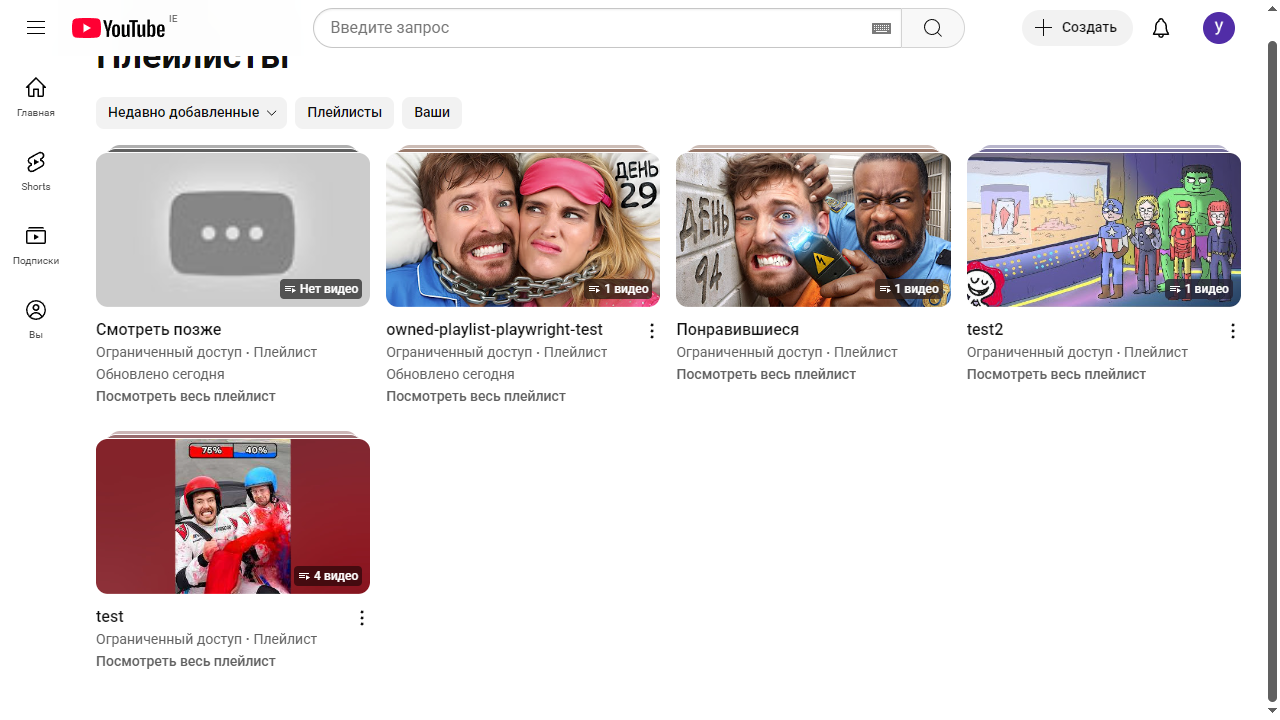 YouTube IE
Введите запрос
Создать
y
Плейлисты
Главная
Shorts
Подписки
Вы
Недавно добавленные
Плейлисты
Ваши
Нет видео
ДЕНЬ
29
1 видео
ДЕНЬ
94
1 видео
1 видео
Смотреть позже
Ограниченный доступ · Плейлист
Обновлено сегодня
Посмотреть весь плейлист
owned-playlist-playwright-test
Ограниченный доступ · Плейлист
Обновлено сегодня
Посмотреть весь плейлист
Понравившиеся
Ограниченный доступ · Плейлист
Посмотреть весь плейлист
test2
Ограниченный доступ · Плейлист
Посмотреть весь плейлист
75% 40%
4 видео
test
Ограниченный доступ · Плейлист
Посмотреть весь плейлист